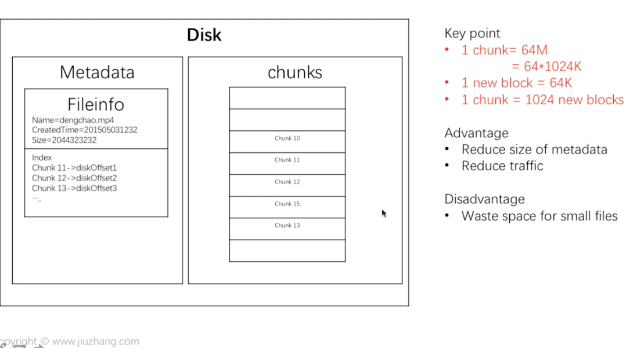 Disk
Metadata
Fileinfo
Name=dengchao.mp4
CreatedTime=201505031232
Size=2044323232
Index
Chunk 11->diskOffset1
Chunk 12->diskOffset2
Chunk 13->diskOffset3
chunks
Chunk 10
Chunk 11
Chunk 12
Chunk 15
Chunk 13
Key point
• 1 chunk= 64M
= 64*1024K
• 1 new block = 64K
• 1 chunk = 1024 new blocks
Advantage
• Reduce size of metadata
• Reduce traffic
Disadvantage
• Waste space for small files
opyright © www.jiuzhang.com